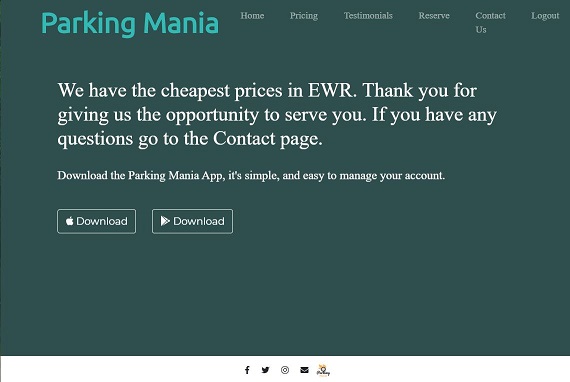 Parking Mania
Home Pricing Testimonials Reserve Contact Us Logout
We have the cheapest prices in EWR. Thank you for
giving us the opportunity to serve you. If you have any
questions go to the Contact page.
Download the Parking Mania App, it's simple, and easy to manage your account.
Download Download